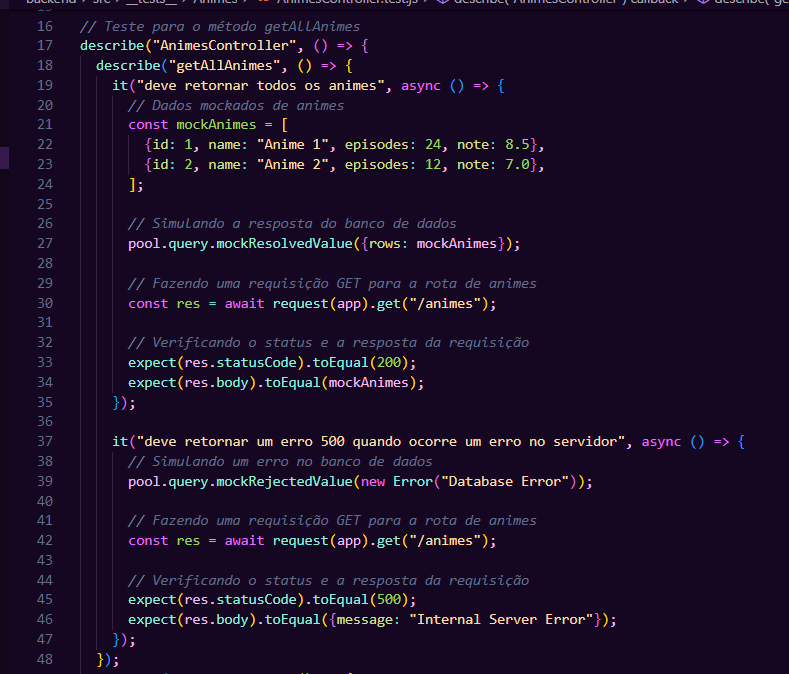 backend > src > __tests__ > Animes > AnimesController.test.js > describe("AnimesController") callback > describe("ge
16 // Teste para o método getAllAnimes
17 describe("AnimesController", () => {
18 describe("getAllAnimes", () => {
19 it("deve retornar todos os animes", async () => {
20 // Dados mockados de animes
21 const mockAnimes = [
22 {id: 1, name: "Anime 1", episodes: 24, note: 8.5},
23 {id: 2, name: "Anime 2", episodes: 12, note: 7.0},
24 ];
25
26 // Simulando a resposta do banco de dados
27 pool.query.mockResolvedValue({rows: mockAnimes});
28
29 // Fazendo uma requisição GET para a rota de animes
30 const res = await request(app).get("/animes");
31
32 // Verificando o status e a resposta da requisição
33 expect(res.statusCode).toEqual(200);
34 expect(res.body).toEqual(mockAnimes);
35 });
36
37 it("deve retornar um erro 500 quando ocorre um erro no servidor", async () => {
38 // Simulando um erro no banco de dados
39 pool.query.mockRejectedValue(new Error("Database Error"));
40
41 // Fazendo uma requisição GET para a rota de animes
42 const res = await request(app).get("/animes");
43
44 // Verificando o status e a resposta da requisição
45 expect(res.statusCode).toEqual(500);
46 expect(res.body).toEqual({message: "Internal Server Error"});
47 });
48 });